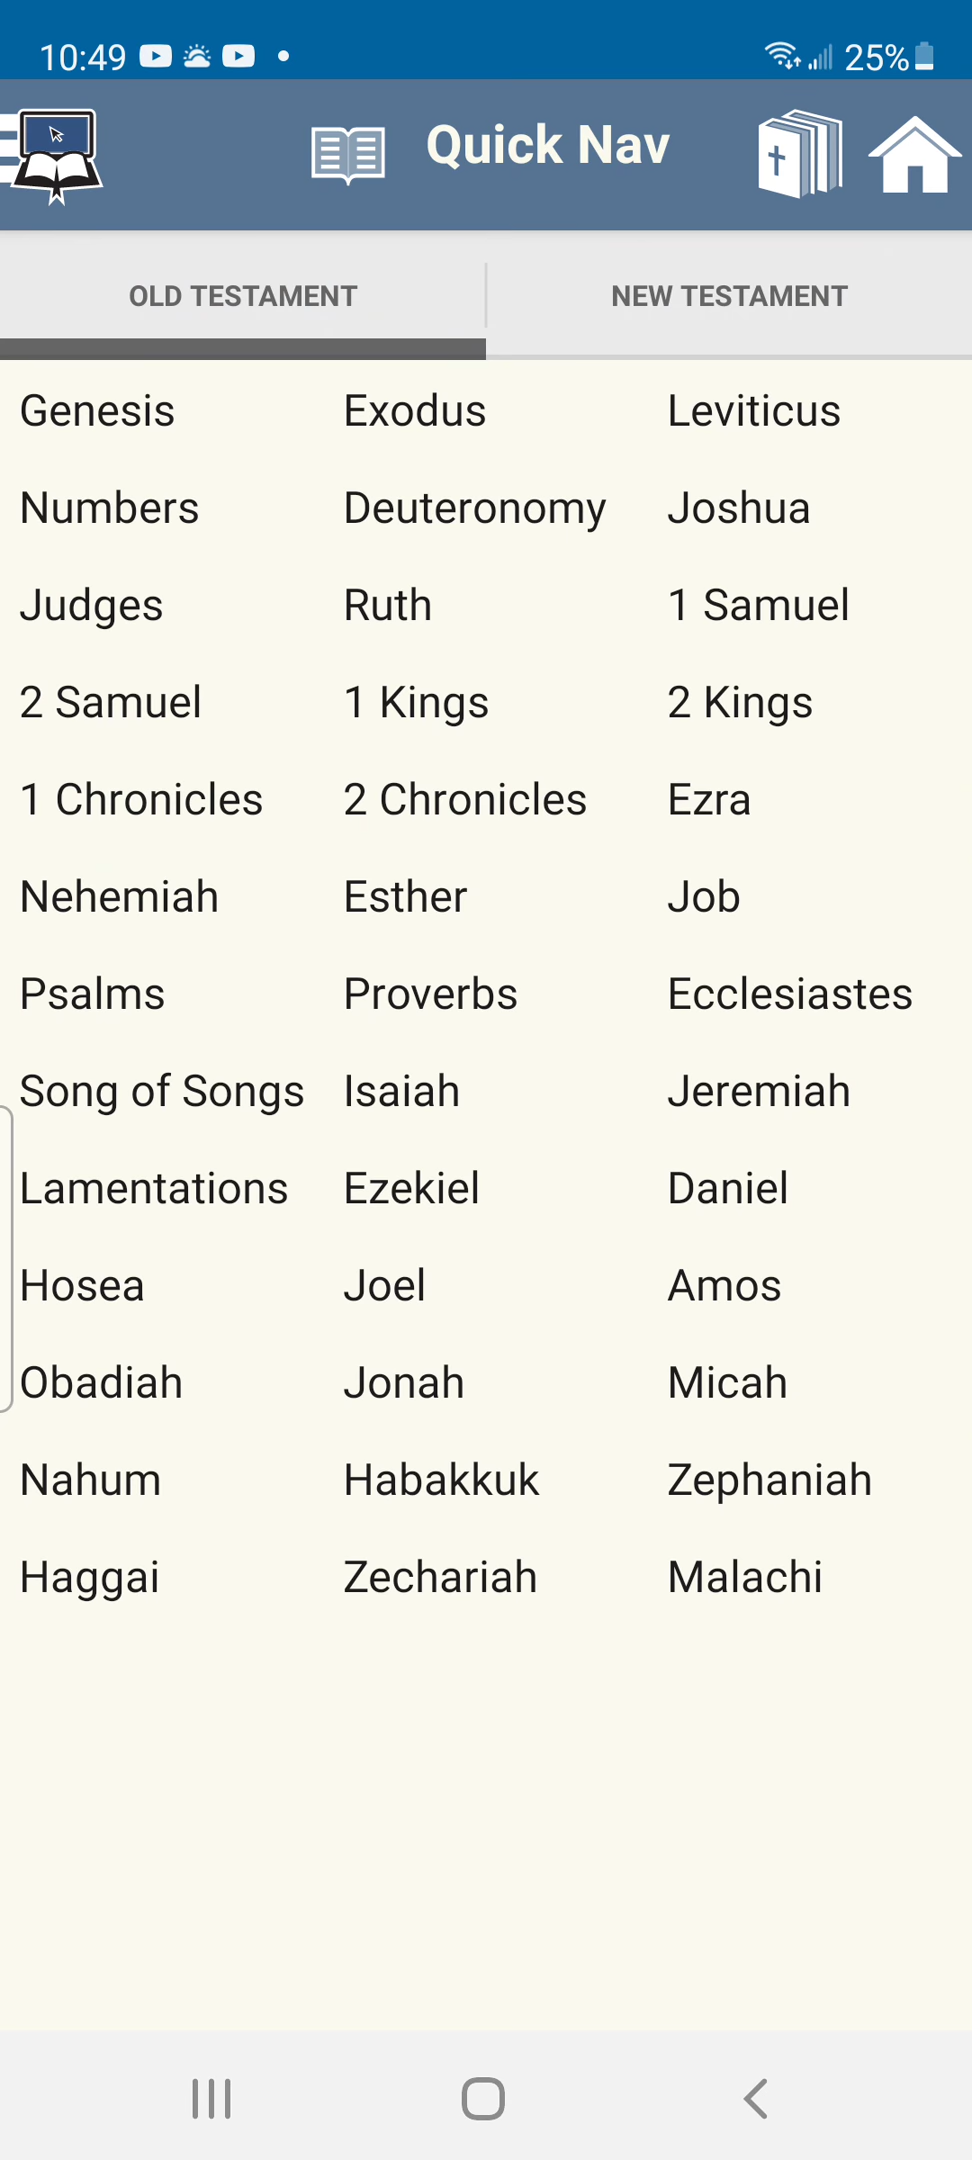 10:49 25%
Quick Nav
OLD TESTAMENT NEW TESTAMENT
Genesis Exodus Leviticus
Numbers Deuteronomy Joshua
Judges Ruth 1 Samuel
2 Samuel 1 Kings 2 Kings
1 Chronicles 2 Chronicles Ezra
Nehemiah Esther Job
Psalms Proverbs Ecclesiastes
Song of Songs Isaiah Jeremiah
Lamentations Ezekiel Daniel
Hosea Joel Amos
Obadiah Jonah Micah
Nahum Habakkuk Zephaniah
Haggai Zechariah Malachi